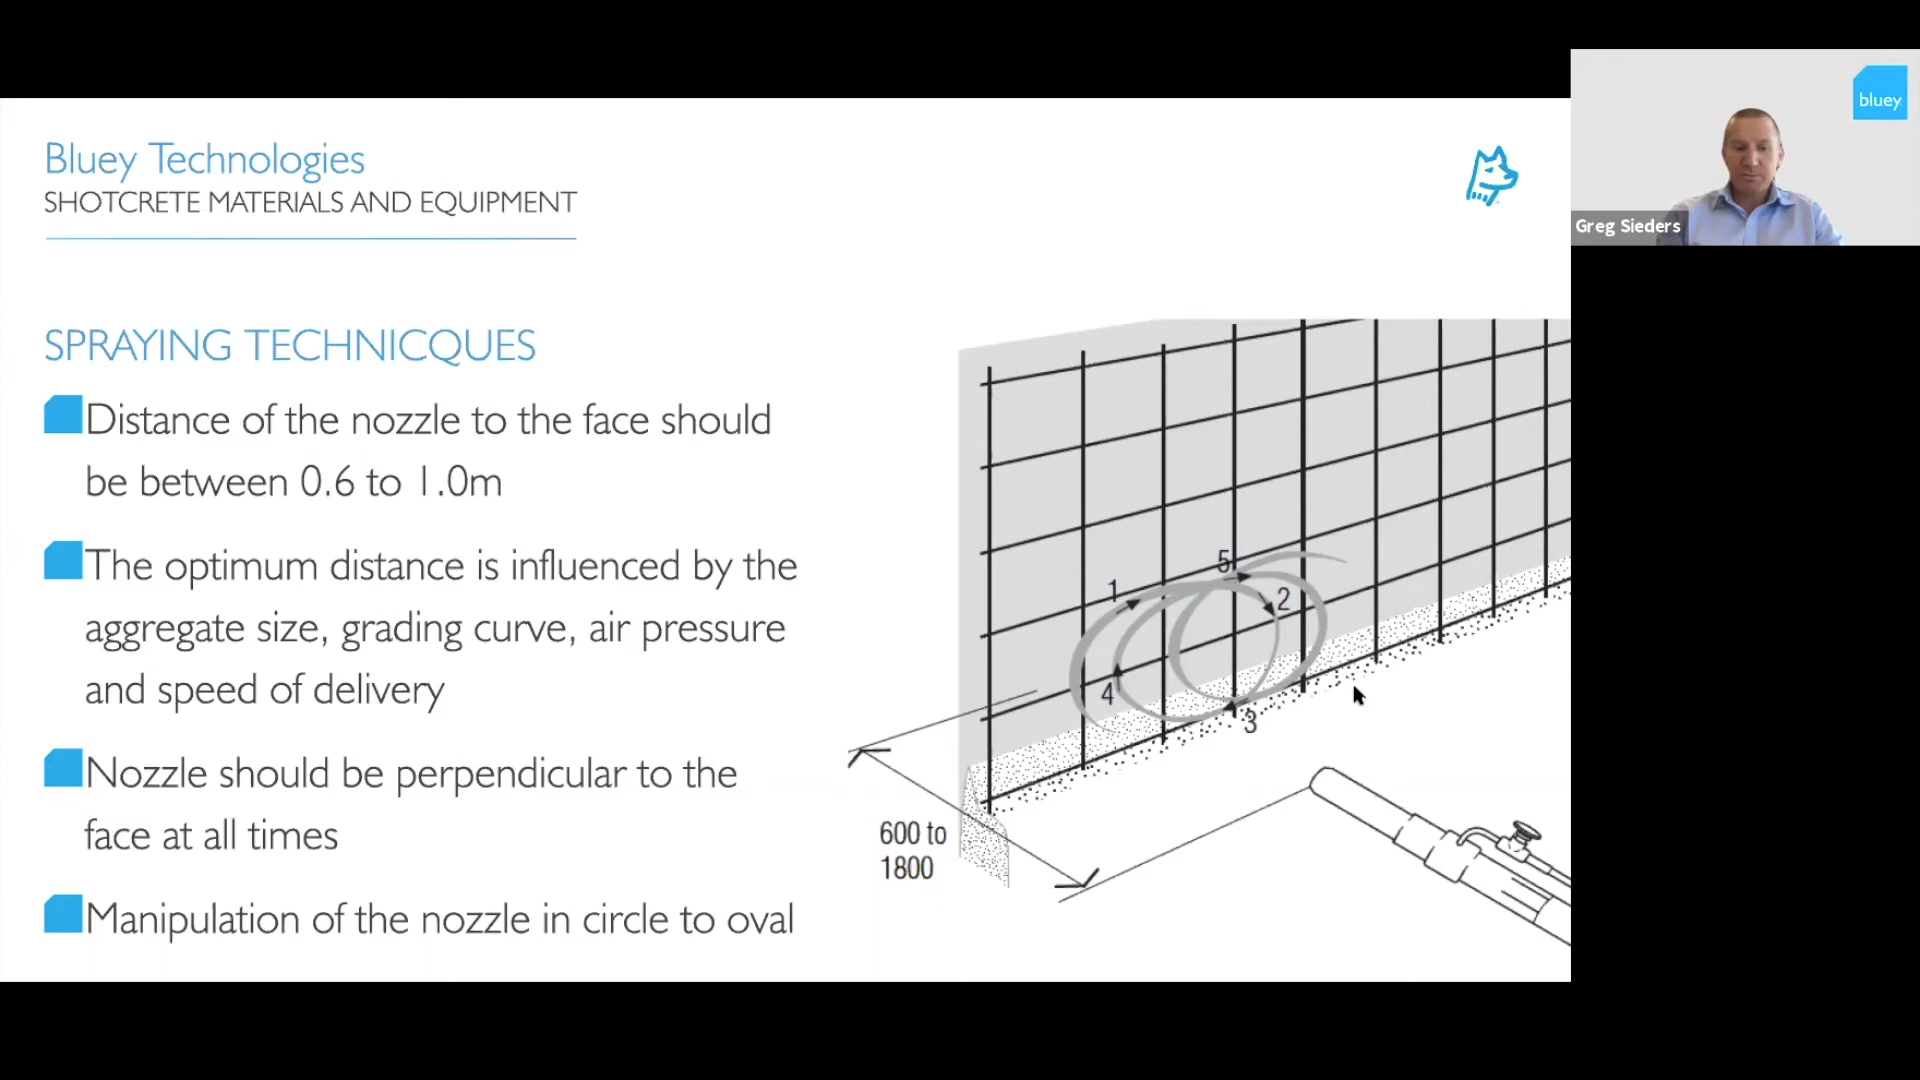 Bluey Technologies
SHOTCRETE MATERIALS AND EQUIPMENT
bluey
Greg Sieders
SPRAYING TECHNICQUES
Distance of the nozzle to the face should
be between 0.6 to 1.0m
The optimum distance is influenced by the
aggregate size, grading curve, air pressure
and speed of delivery
Nozzle should be perpendicular to the
face at all times
Manipulation of the nozzle in circle to oval
5
1
2
4
3
600 to
1800